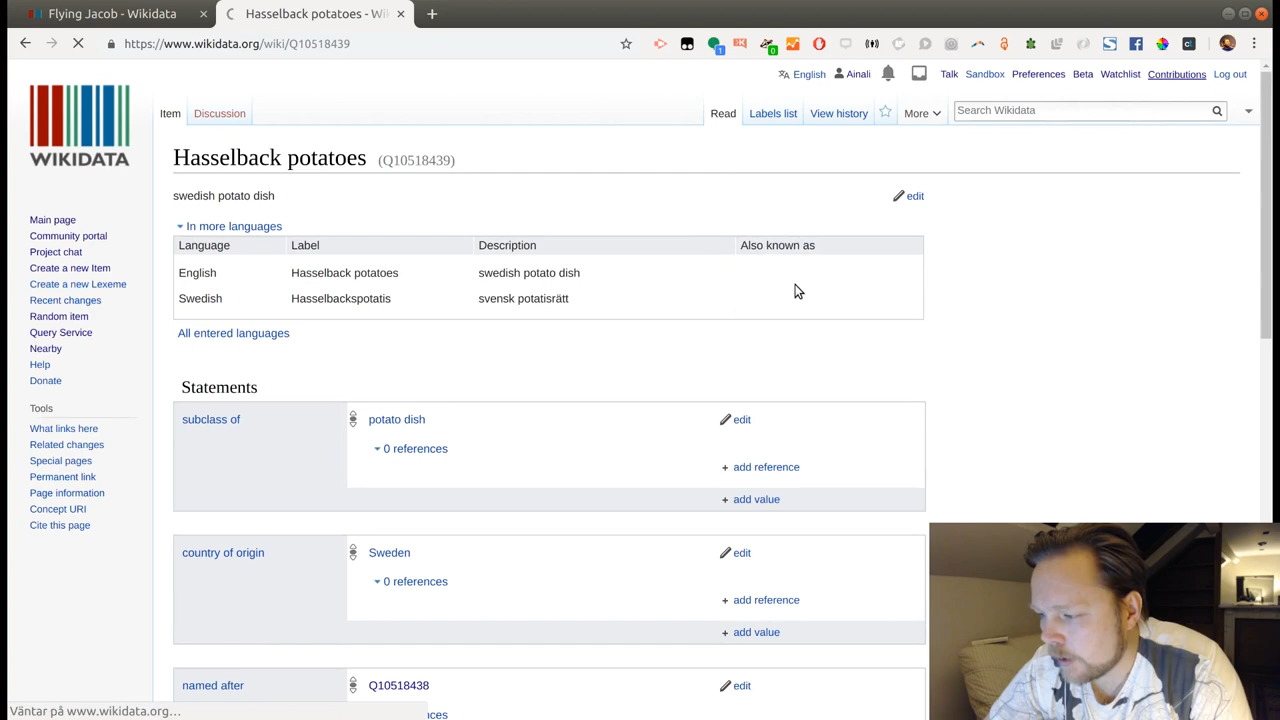 Flying Jacob - Wikidata
Hasselback potatoes - Wi
https://www.wikidata.org/wiki/Q10518439
1
0
English Ainali Talk Sandbox Preferences Beta Watchlist Contributions Log out
WIKIDATA
Item Discussion Read Labels list View history More Search Wikidata
Hasselback potatoes (Q10518439)
swedish potato dish edit
In more languages
Language Label Description Also known as
English Hasselback potatoes swedish potato dish
Swedish Hasselbackspotatis svensk potatisrätt
All entered languages
Main page
Community portal
Project chat
Create a new Item
Create a new Lexeme
Recent changes
Random item
Query Service
Nearby
Help
Donate
Tools
What links here
Related changes
Special pages
Permanent link
Page information
Concept URI
Cite this page
Statements
subclass of potato dish edit
0 references
+ add reference
+ add value
country of origin Sweden edit
0 references
+ add reference
+ add value
named after Q10518438 edit
Väntar på www.wikidata.org...